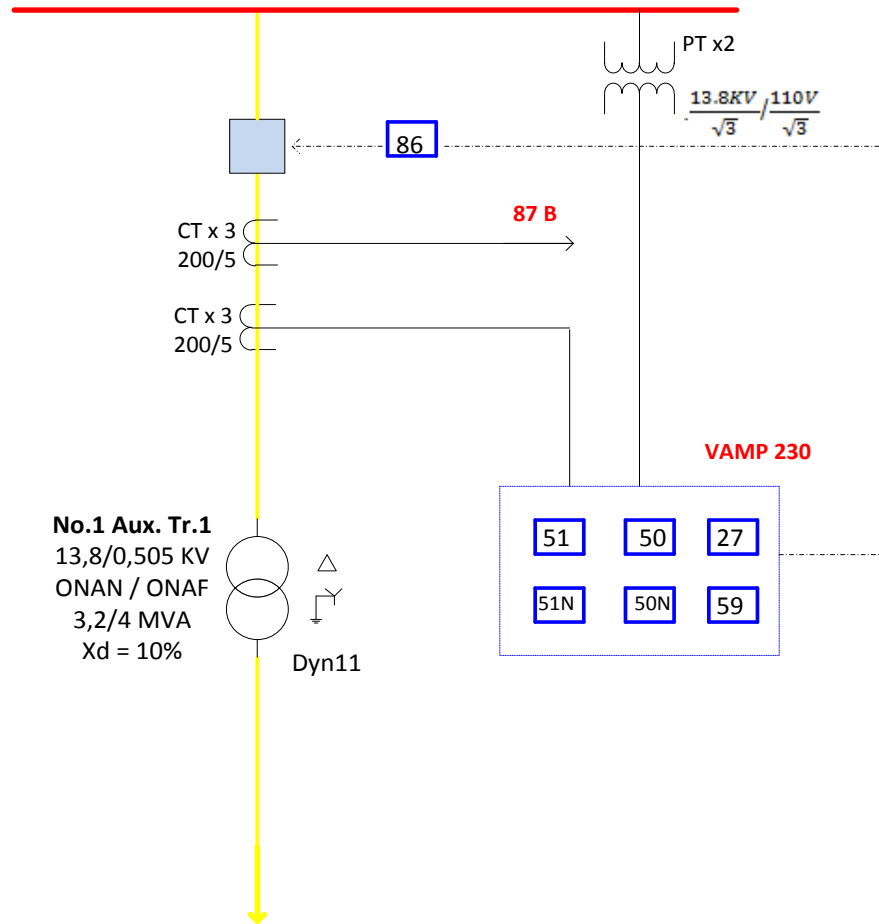 PT x2
13.8KV/√3 / 110V/√3
86
87 B
CT x 3
200/5
CT x 3
200/5
VAMP 230
51
50
27
51N
50N
59
No.1 Aux. Tr.1
13,8/0,505 KV
ONAN / ONAF
3,2/4 MVA
Xd = 10%
Dyn11